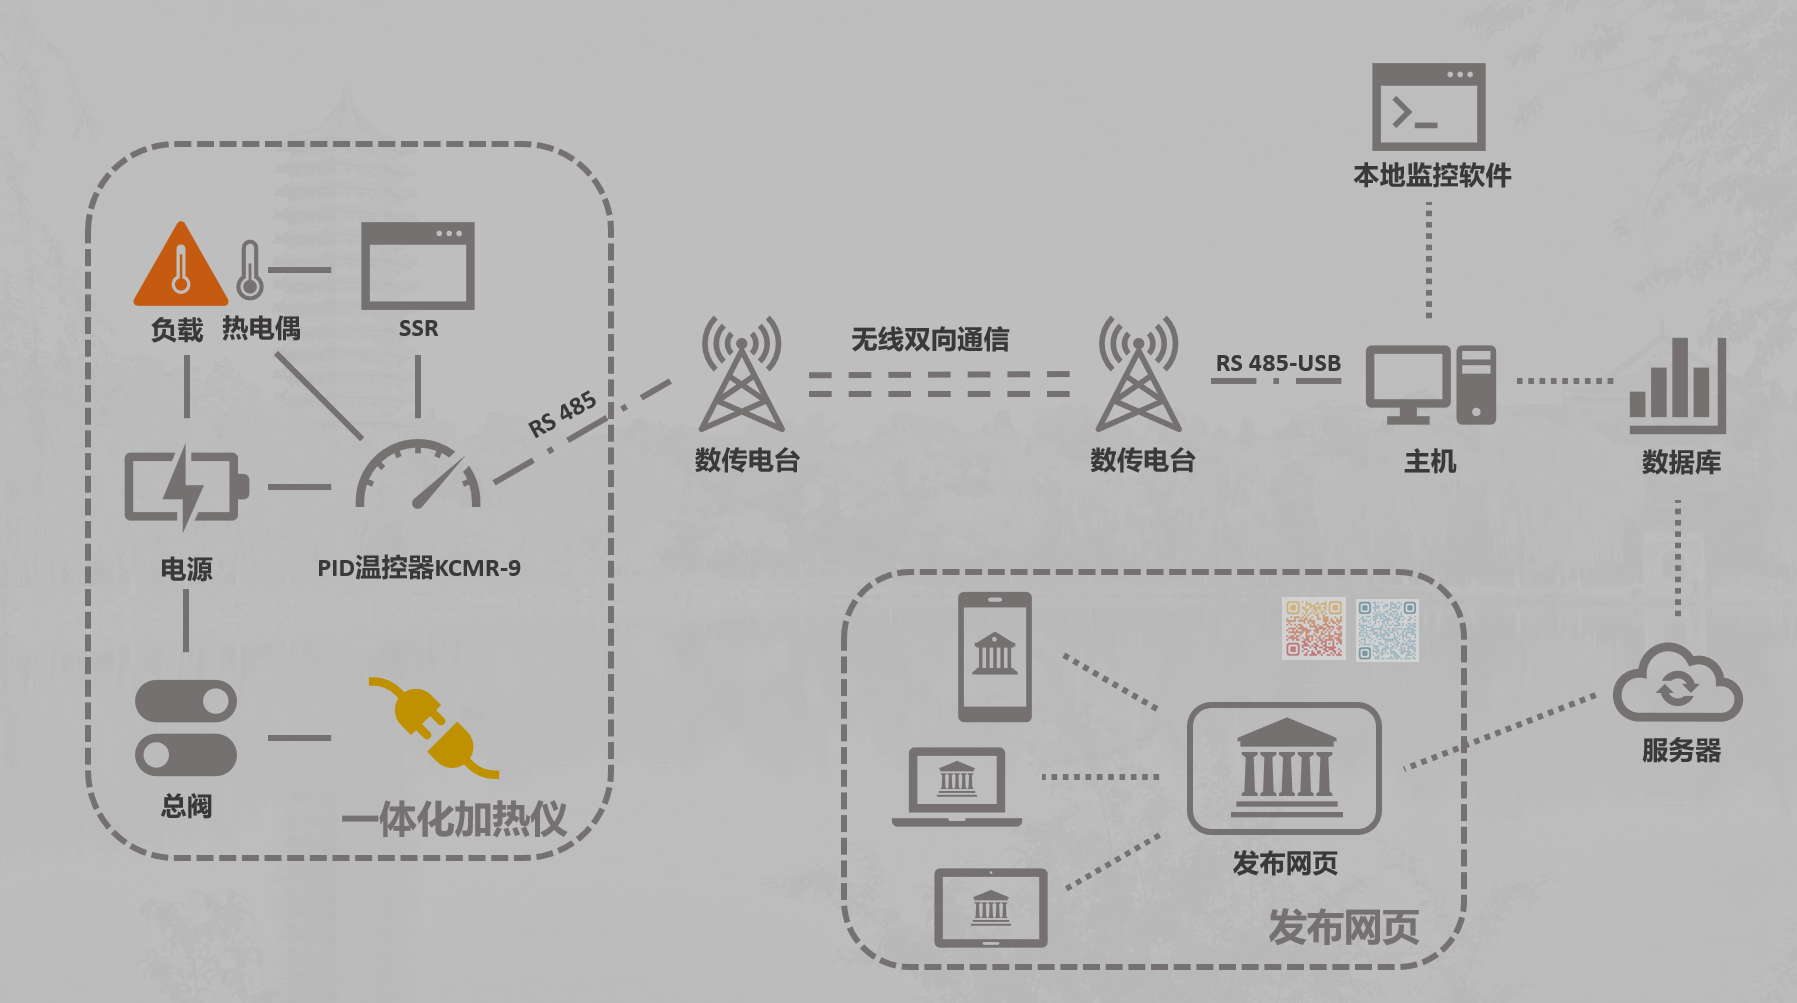 本地监控软件
负载
热电偶
SSR
RS 485
无线双向通信
RS 485-USB
数传电台
数传电台
主机
数据库
电源
PID温控器KCMR-9
总阀
一体化加热仪
服务器
发布网页
发布网页